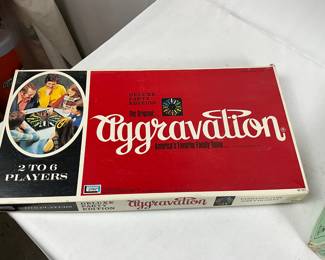 DELUXE
PARTY
EDITION
The Original
aggravation®
America's Favorite Family Game
2 TO 6
PLAYERS
DELUXE
PARTY
EDITION
aggravation